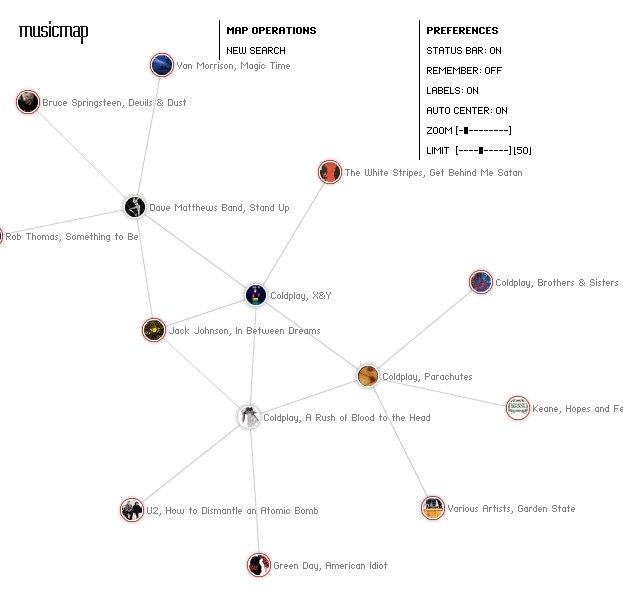 musicmap
MAP OPERATIONS
NEW SEARCH
PREFERENCES
STATUS BAR: ON
REMEMBER: OFF
LABELS: ON
AUTO CENTER: ON
ZOOM [-■--------]
LIMIT [----■-----][50]
Van Morrison, Magic Time
Bruce Springsteen, Devils & Dust
The White Stripes, Get Behind Me Satan
Dave Matthews Band, Stand Up
Rob Thomas, Something to Be
Coldplay, Brothers & Sisters
Coldplay, X&Y
Jack Johnson, In Between Dreams
Coldplay, Parachutes
Keane, Hopes and Fe
Coldplay, A Rush of Blood to the Head
U2, How to Dismantle an Atomic Bomb
Various Artists, Garden State
Green Day, American Idiot